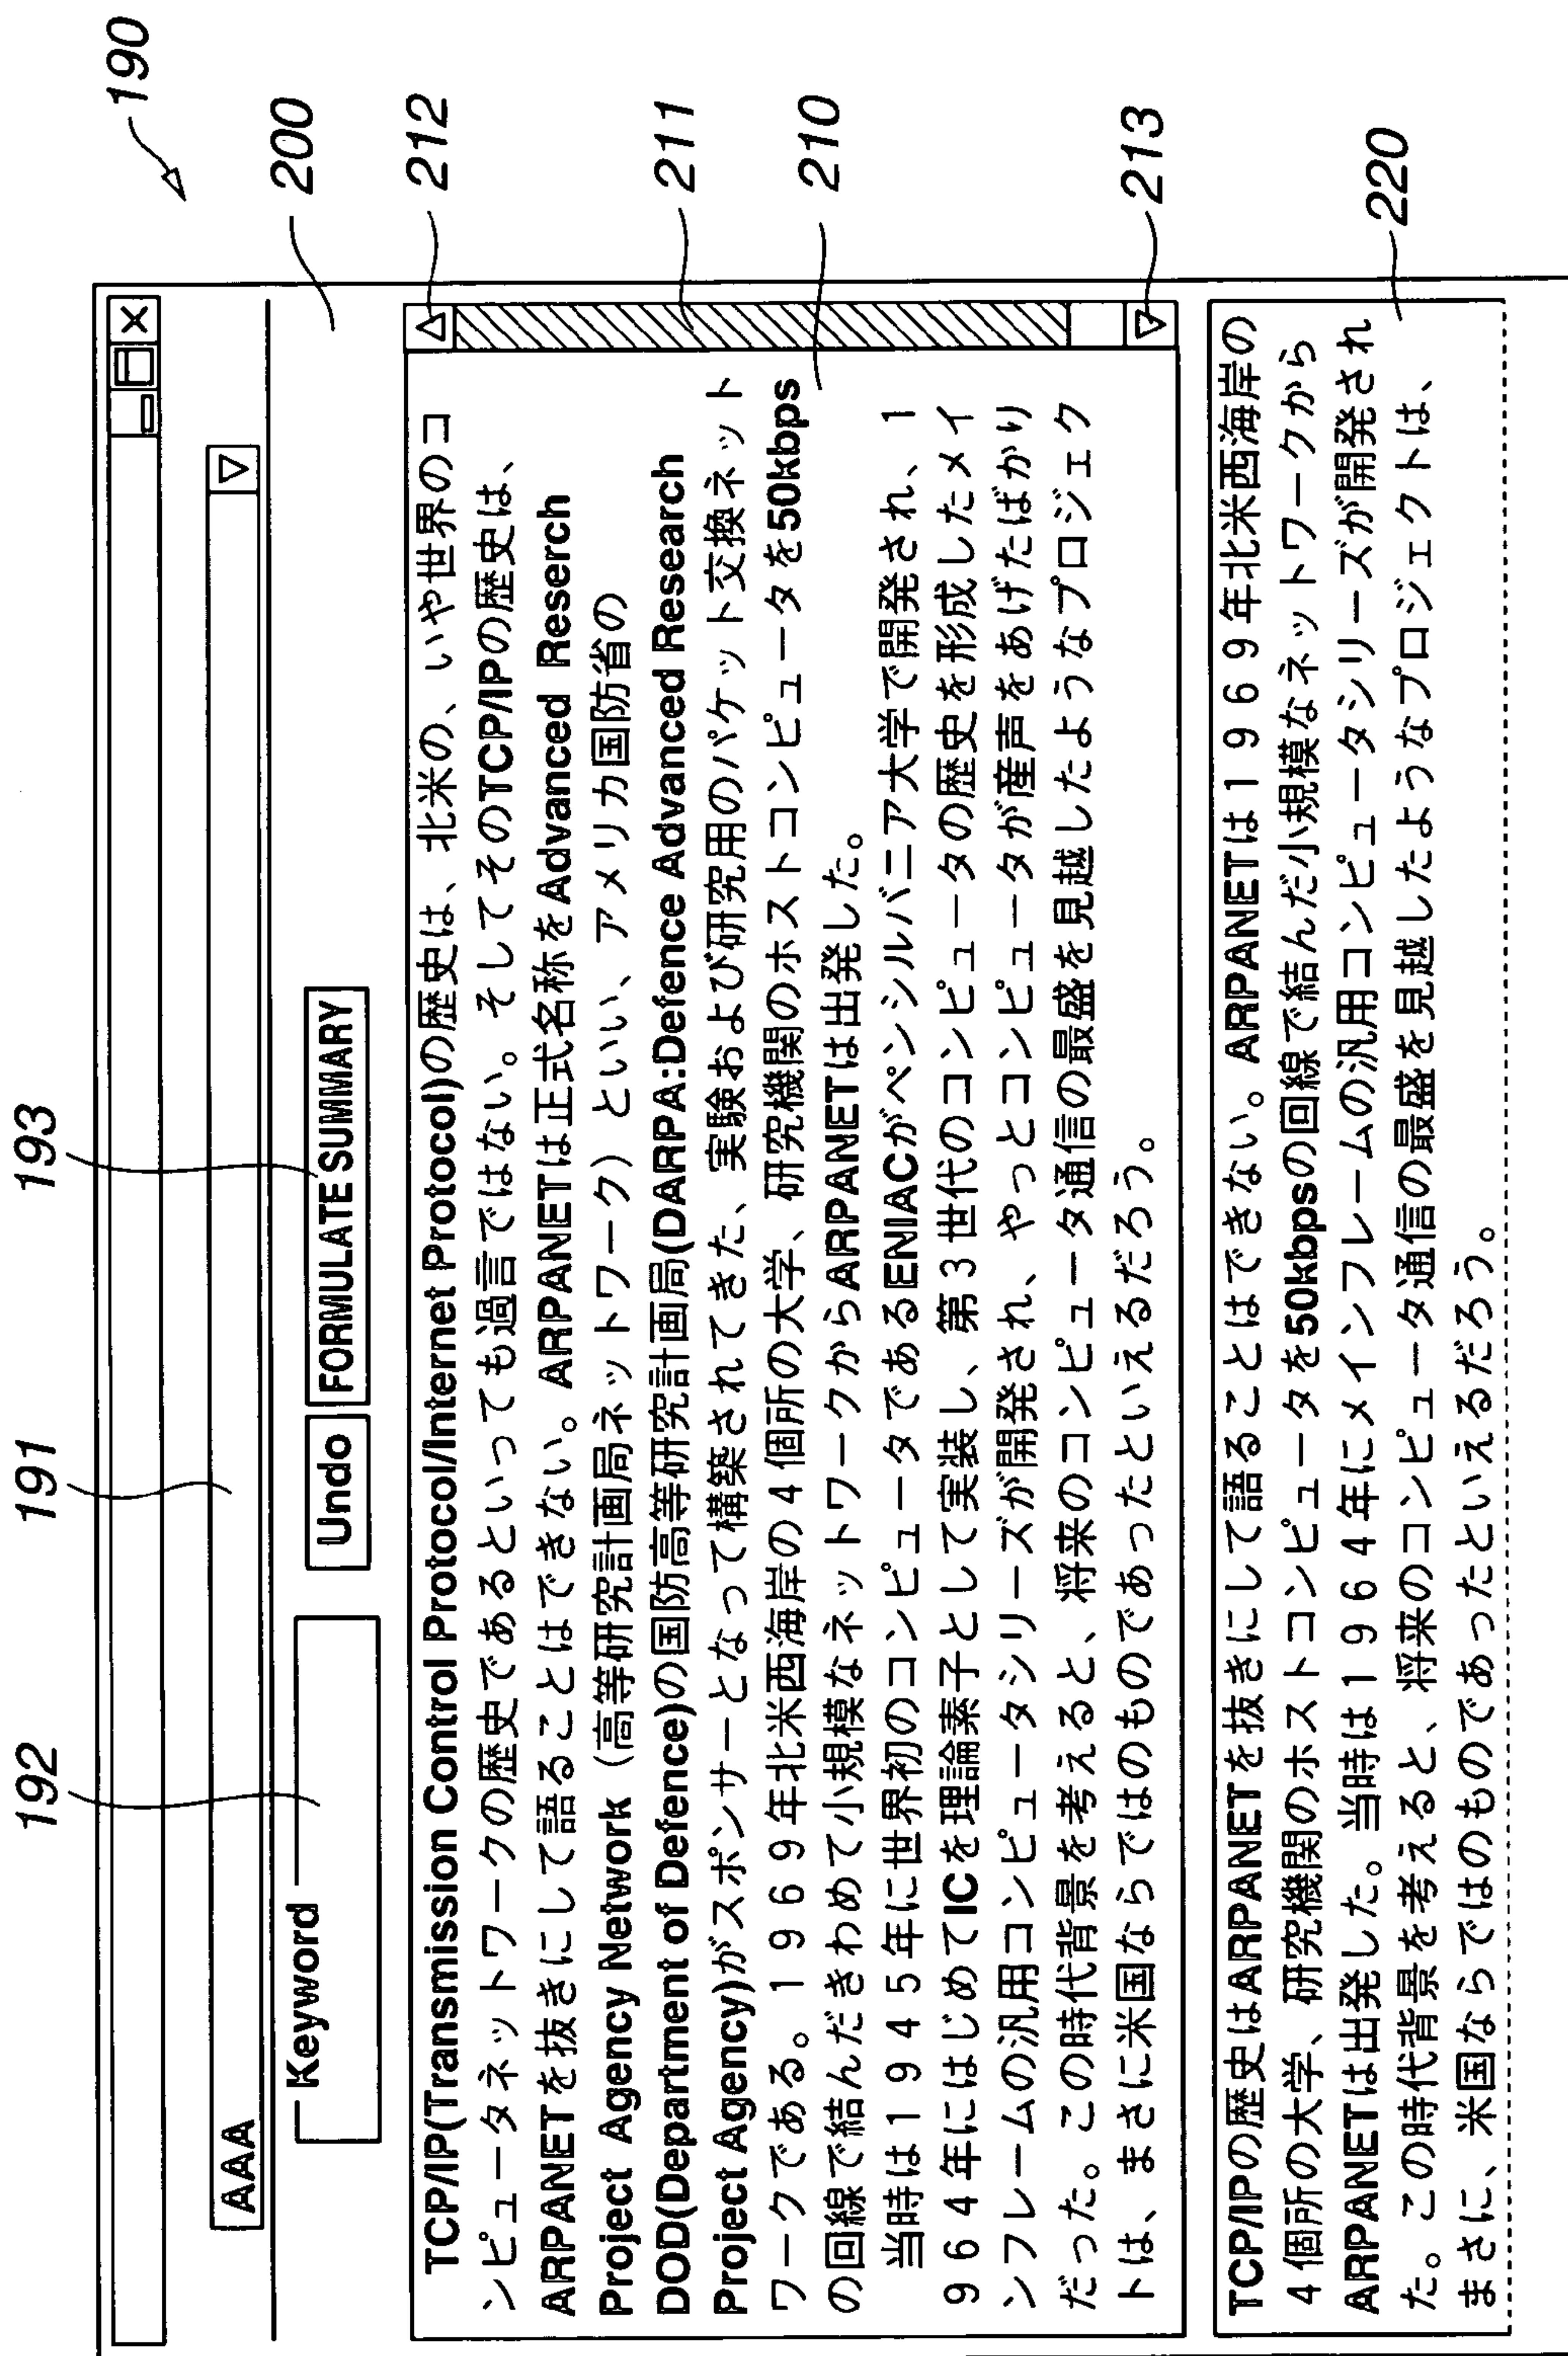 190
193
191
192
200
AAA
Keyword
Undo
FORMULATE SUMMARY
212
211
210
213
220
TCP/IP(Transmission Control Protocol/Internet Protocol)の歴史は、北米の、いや世界のコ
ンピュータネットワークの歴史であるといっても過言ではない。そしてそのTCP/IPの歴史は、
ARPANETを抜きにして語ることはできない。ARPANETは正式名称をAdvanced Reserch
Project Agency Network（高等研究計画局ネットワーク）といい、アメリカ国防省の
DOD(Department of Defence)の国防高等研究計画局(DARPA:Defence Advanced Research
Project Agency)がスポンサーとなって構築されてきた、実験および研究用のパケット交換ネット
ワークである。１９６９年北米西海岸の４個所の大学、研究機関のホストコンピュータを50kbps
の回線で結んだきわめて小規模なネットワークからARPANETは出発した。
当時は１９４５年に世界初のコンピュータであるENIACがペンシルバニア大学で開発され、１
９６４年にはじめてICを理論素子として実装し、第３世代のコンピュータの歴史を形成したメイ
ンフレームの汎用コンピュータシリーズが開発され、やっとコンピュータが産声をあげたばかり
だった。この時代背景を考えると、将来のコンピュータ通信の最盛を見越したようなプロジェク
トは、まさに米国ならではのものであったといえるだろう。
TCP/IPの歴史はARPANETを抜きにして語ることはできない。ARPANETは１９６９年北米西海岸の
４個所の大学、研究機関のホストコンピュータを50kbpsの回線で結んだ小規模なネットワークから
ARPANETは出発した。当時は１９６４年にメインフレームの汎用コンピュータシリーズが開発され
た。この時代背景を考えると、将来のコンピュータ通信の最盛を見越したようなプロジェクトは、
まさに、米国ならではのものであったといえるだろう。